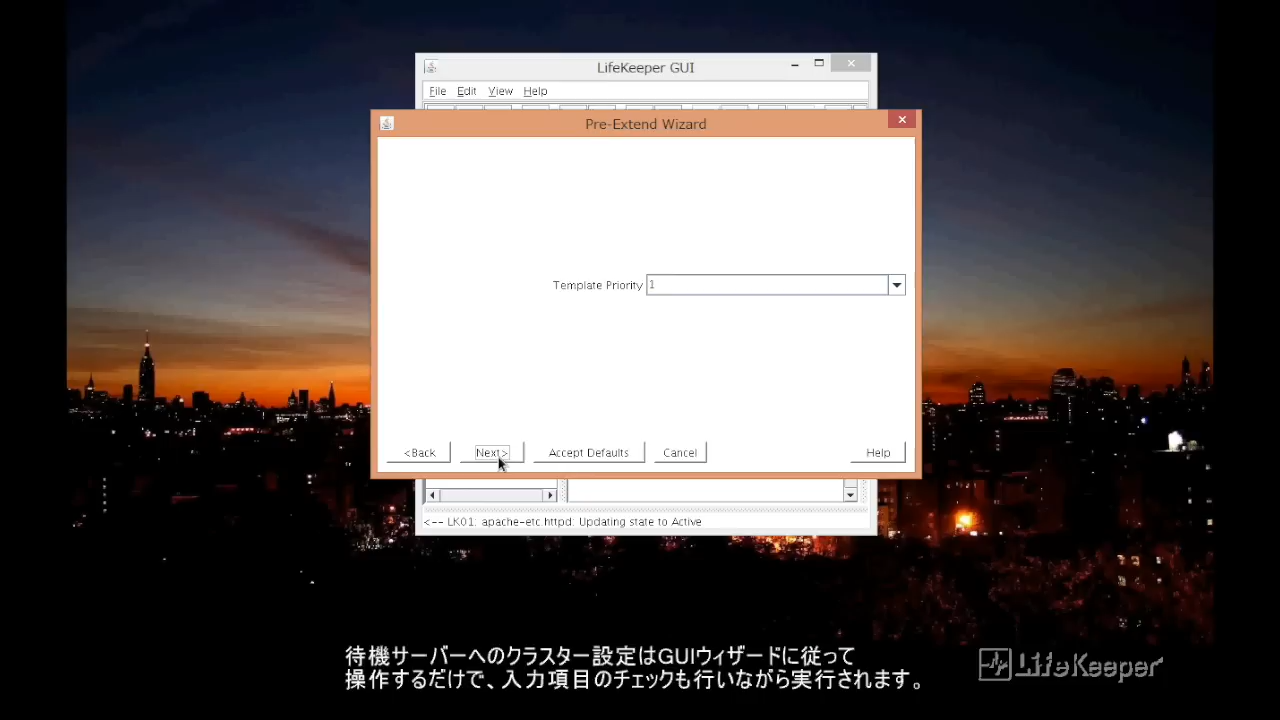 LifeKeeper GUI
File Edit View Help
Pre-Extend Wizard
Template Priority 1
<Back Next> Accept Defaults Cancel Help
<-- LK01: apache-etc.httpd: Updating state to Active
待機サーバーへのクラスター設定はGUIウィザードに従って
操作するだけで、入力項目のチェックも行いながら実行されます。
LifeKeeper